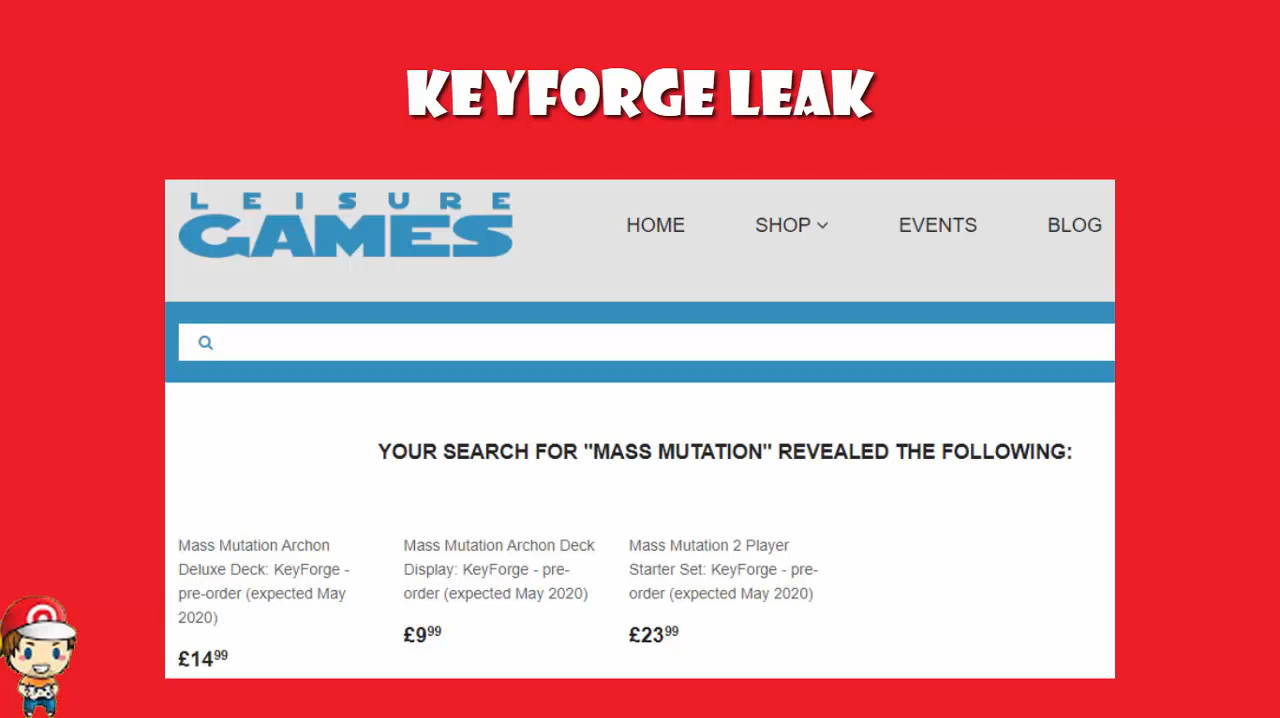 KEYFORGE LEAK
LEISURE
GAMES
HOME
SHOP
EVENTS
BLOG
YOUR SEARCH FOR "MASS MUTATION" REVEALED THE FOLLOWING:
Mass Mutation Archon
Deluxe Deck: KeyForge -
pre-order (expected May
2020)
£14.99
Mass Mutation Archon Deck
Display: KeyForge - pre-
order (expected May 2020)
£9.99
Mass Mutation 2 Player
Starter Set: KeyForge - pre-
order (expected May 2020)
£23.99